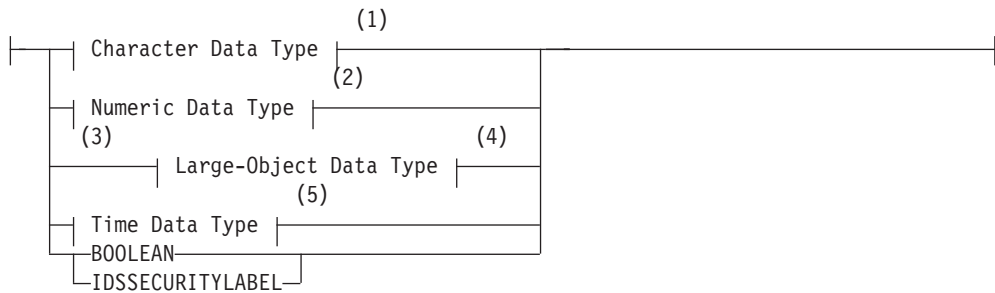 (1)
Character Data Type
(2)
Numeric Data Type
(3)
(4)
Large-Object Data Type
(5)
Time Data Type
BOOLEAN
IDSSECURITYLABEL